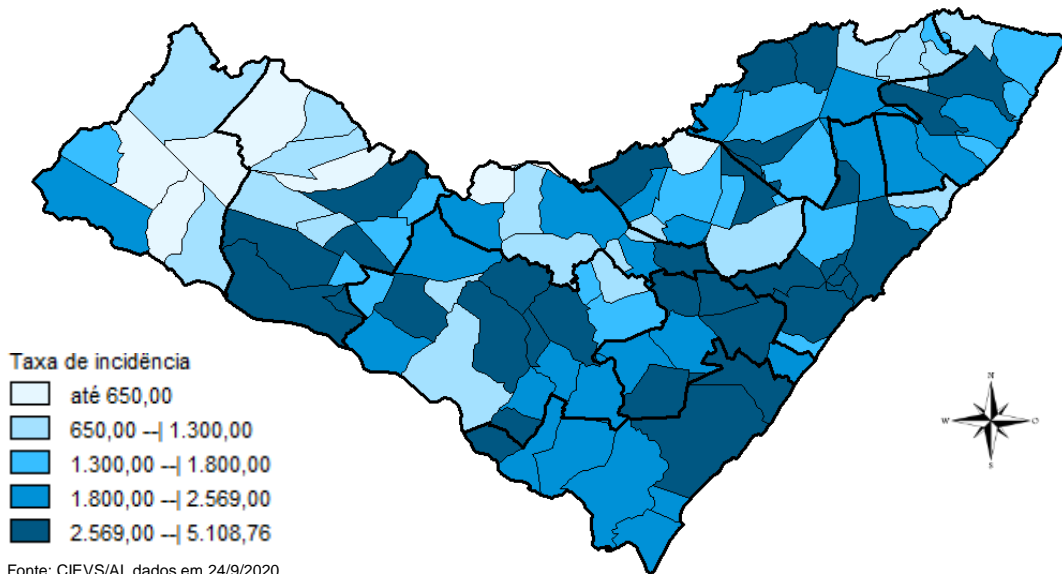 Taxa de incidência
até 650,00
650,00 --| 1.300,00
1.300,00 --| 1.800,00
1.800,00 --| 2.569,00
2.569,00 --| 5.108,76
Fonte: CIEVS/AL dados em 24/9/2020
N
W
O
S